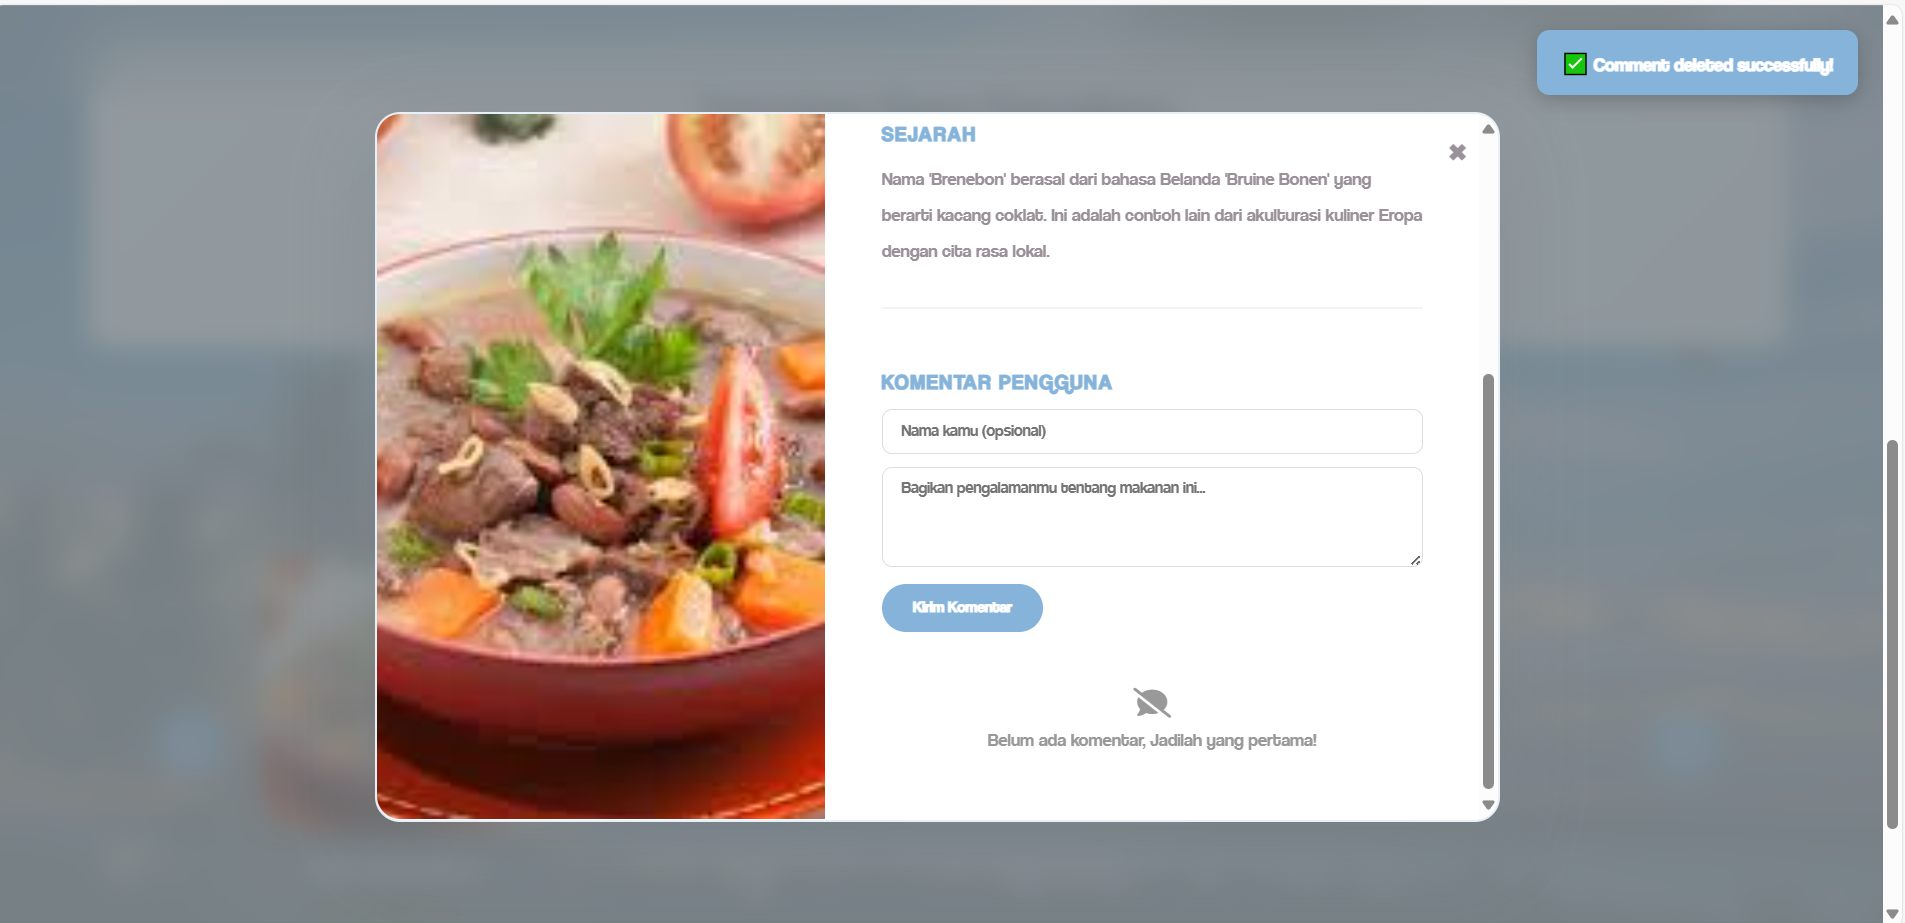 ✅ Comment deleted successfully!
SEJARAH
✖
Nama 'Brenebon' berasal dari bahasa Belanda 'Bruine Bonen' yang
berarti kacang coklat. Ini adalah contoh lain dari akulturasi kuliner Eropa
dengan cita rasa lokal.
KOMENTAR PENGGUNA
Nama kamu (opsional)
Bagikan pengalamanmu tentang makanan ini...
Kirim Komentar
Belum ada komentar, Jadilah yang pertama!